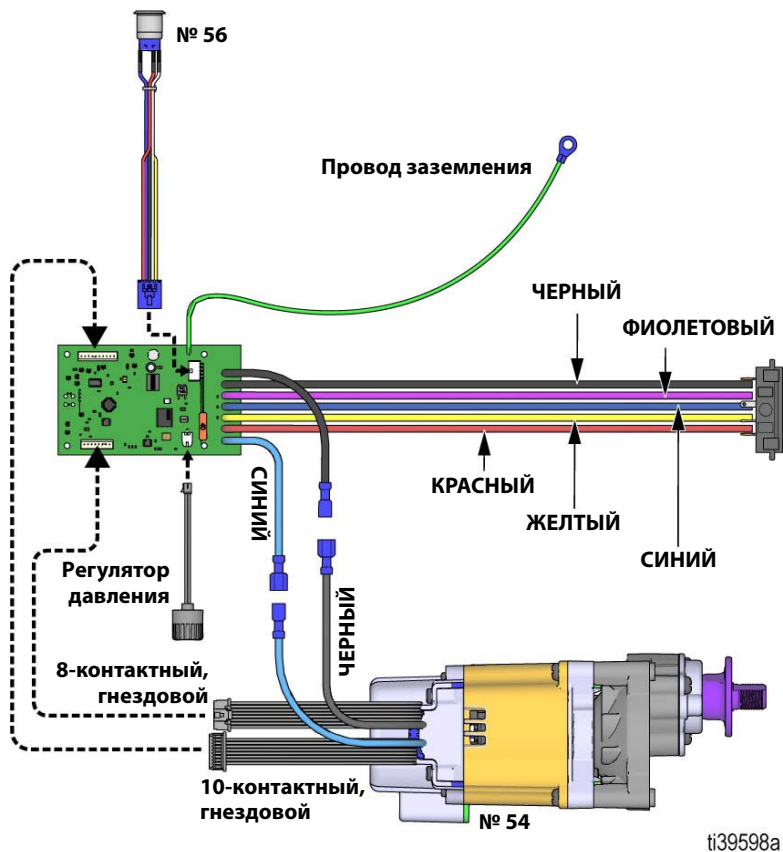 № 56
Провод заземления
ЧЕРНЫЙ
ФИОЛЕТОВЫЙ
КРАСНЫЙ
ЖЕЛТЫЙ
СИНИЙ
СИНИЙ
ЧЕРНЫЙ
Регулятор
давления
8-контактный,
гнездовой
10-контактный,
гнездовой
№ 54
ti39598a